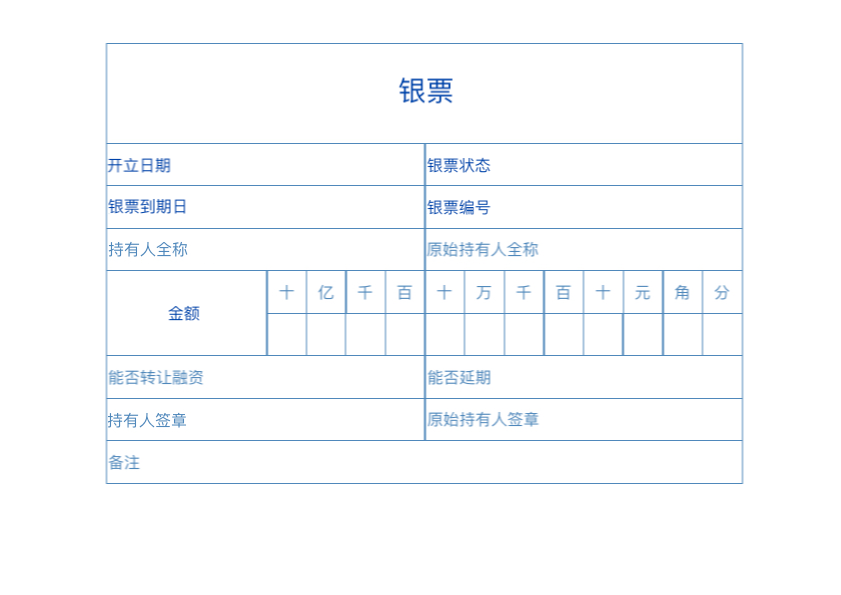 银票
开立日期 银票状态
银票到期日 银票编号
持有人全称 原始持有人全称
金额 十 亿 千 百 十 万 千 百 十 元 角 分
能否转让融资 能否延期
持有人签章 原始持有人签章
备注